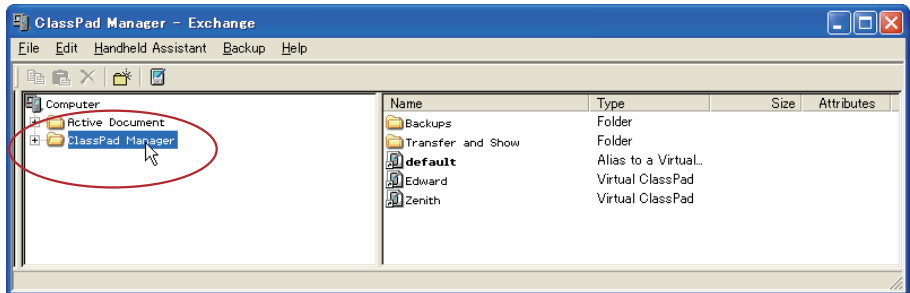 ClassPad Manager - Exchange
File Edit Handheld Assistant Backup Help
Computer
Active Document
ClassPad Manager
Name Type Size Attributes
Backups Folder
Transfer and Show Folder
default Alias to a Virtual...
Edward Virtual ClassPad
Zenith Virtual ClassPad